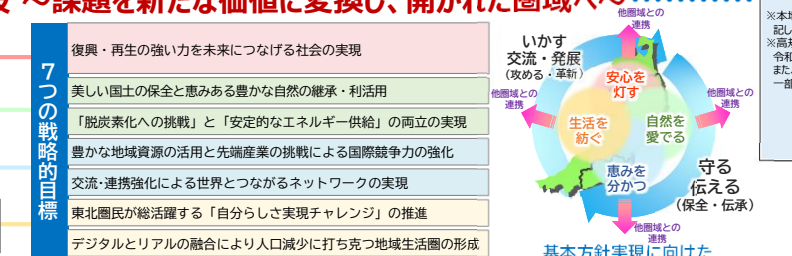 ～課題を新たな価値に変換し、開かれた圏域へ～
7つの戦略的目標
復興・再生の強い力を未来につなげる社会の実現
美しい国土の保全と恵みある豊かな自然の継承・利活用
「脱炭素化への挑戦」と「安定的なエネルギー供給」の両立の実現
豊かな地域資源の活用と先端産業の挑戦による国際競争力の強化
交流・連携強化による世界とつながるネットワークの実現
東北圏民が総活躍する「自分らしさ実現チャレンジ」の推進
デジタルとリアルの融合により人口減少に打ち克つ地域生活圏の形成
他圏域との
連携
いかす
交流・発展
(攻める・革新)
安心を
灯す
他圏域との
連携
他圏域との
連携
生活を
紡ぐ
自然を
愛でる
恵みを
分かつ
守る
伝える
(保全・伝承)
他圏域との
連携
基本方針実現に向けた
※本
記し
※高
令和
また、
一部